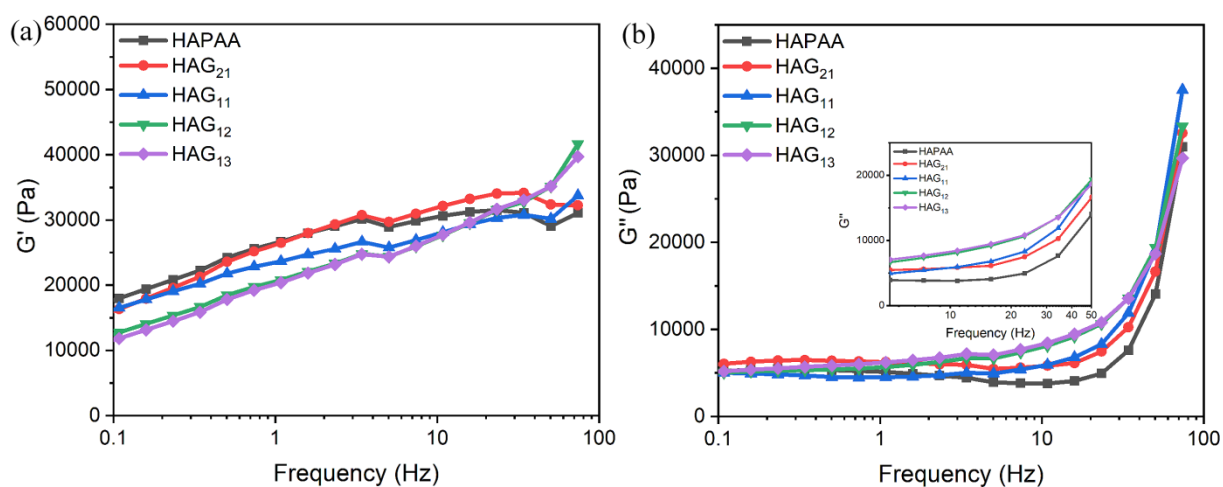 (a)
60000
50000
40000
30000
20000
10000
0
G' (Pa)
HAPAA
HAG21
HAG11
HAG12
HAG13
0.1
1
10
100
Frequency (Hz)
(b)
40000
30000
20000
10000
0
G'' (Pa)
HAPAA
HAG21
HAG11
HAG12
HAG13
20000
10000
0
G''
HAPAA
HAG21
HAG11
HAG12
HAG13
10
20
30
40
50
Frequency (Hz)
0.1
1
10
100
Frequency (Hz)